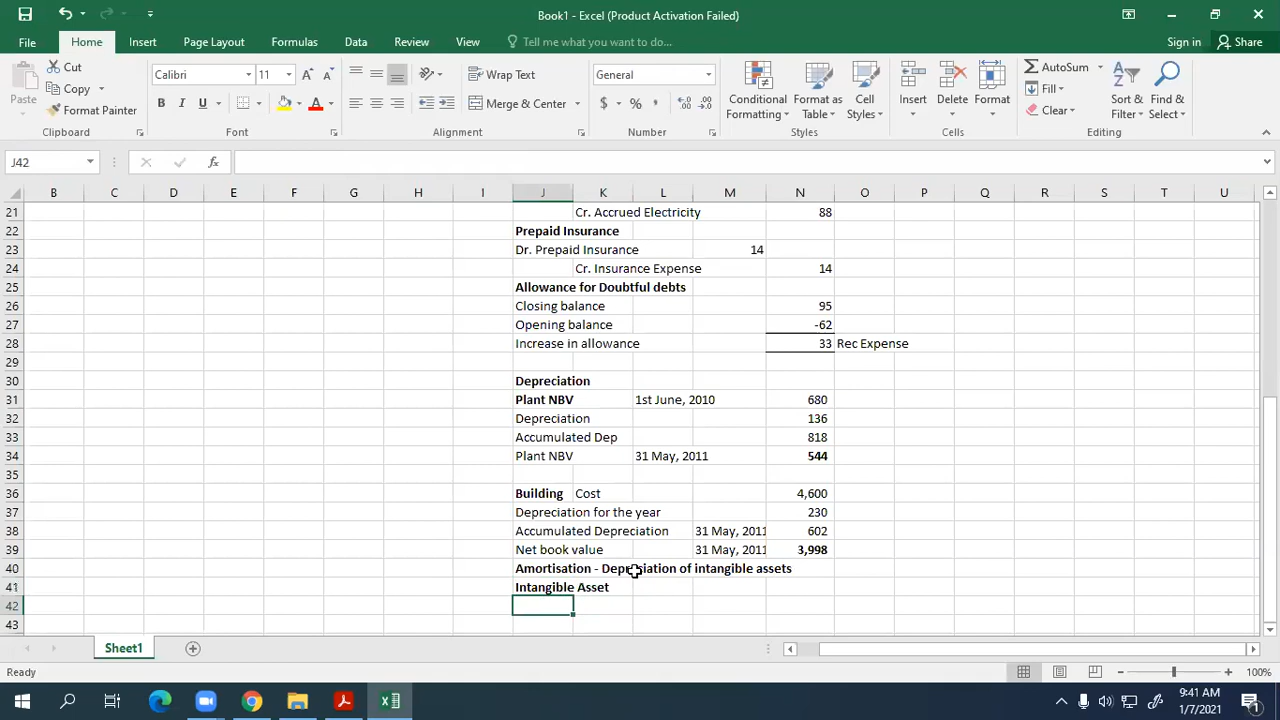 Book1 - Excel (Product Activation Failed)
File Home Insert Page Layout Formulas Data Review View Tell me what you want to do... Sign in Share
Paste Cut Copy Format Painter Clipboard
Calibri 11 B I U A A A Font
Wrap Text Merge & Center Alignment
General $ % , Number
Conditional Formatting Format as Table Cell Styles Styles
Insert Delete Format Cells
AutoSum Fill Clear Sort & Filter Find & Select Editing
J42 fx
B C D E F G H I J K L M N O P Q R S T U
21 Cr. Accrued Electricity 88
22 Prepaid Insurance
23 Dr. Prepaid Insurance 14
24 Cr. Insurance Expense 14
25 Allowance for Doubtful debts
26 Closing balance 95
27 Opening balance -62
28 Increase in allowance 33 Rec Expense
29
30 Depreciation
31 Plant NBV 1st June, 2010 680
32 Depreciation 136
33 Accumulated Dep 818
34 Plant NBV 31 May, 2011 544
35
36 Building Cost 4,600
37 Depreciation for the year 230
38 Accumulated Depreciation 31 May, 2011 602
39 Net book value 31 May, 2011 3,998
40 Amortisation - Depreciation of intangible assets
41 Intangible Asset
42
43
Sheet1
Ready 100%
9:41 AM
1/7/2021
1